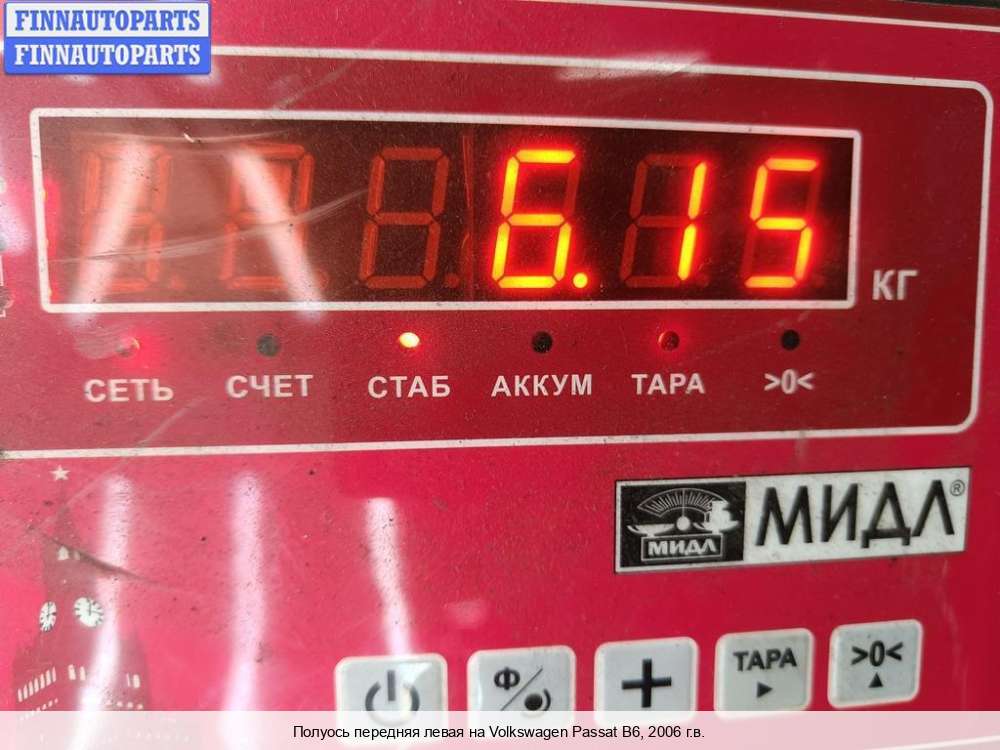 FINNAUTOPARTS
FINNAUTOPARTS
6.15
КГ
СЕТЬ СЧЕТ СТАБ АККУМ ТАРА >0<
МИДЛ МИДЛ®
Ф + ТАРА >0<
Полуось передняя левая на Volkswagen Passat B6, 2006 г.в.